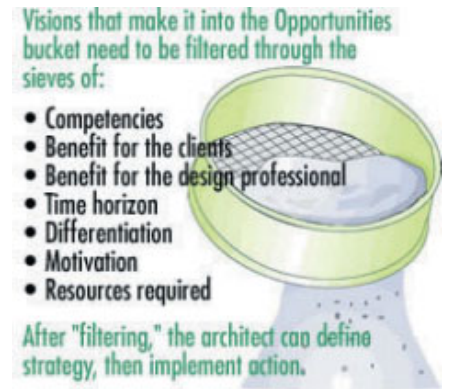 Visions that make it into the Opportunities
bucket need to be filtered through the
sieves of:
• Competencies
• Benefit for the clients
• Benefit for the design professional
• Time horizon
• Differentiation
• Motivation
• Resources required
After "filtering," the architect can define
strategy, then implement action.